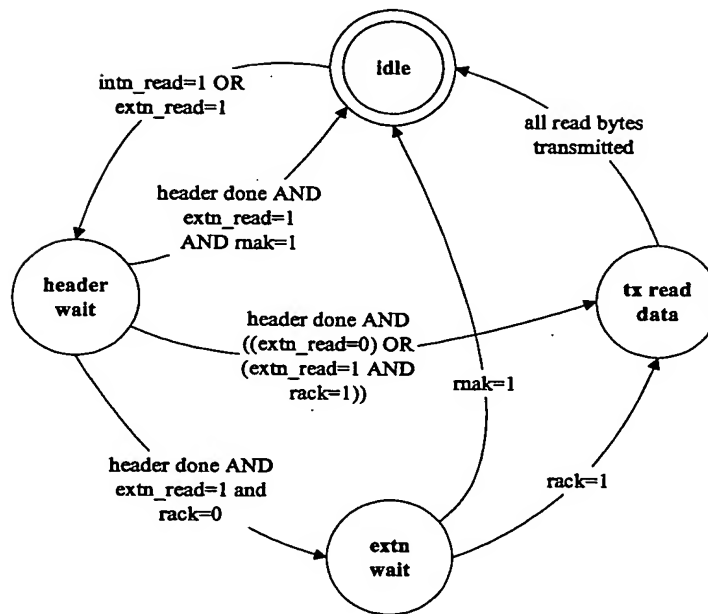 idle
intn_read=1 OR
extn_read=1
all read bytes
transmitted
header done AND
extn_read=1
AND rnak=1
header
wait
tx read
data
header done AND
((extn_read=0) OR
(extn_read=1 AND
rack=1))
rnak=1
header done AND
extn_read=1 and
rack=0
rack=1
extn
wait